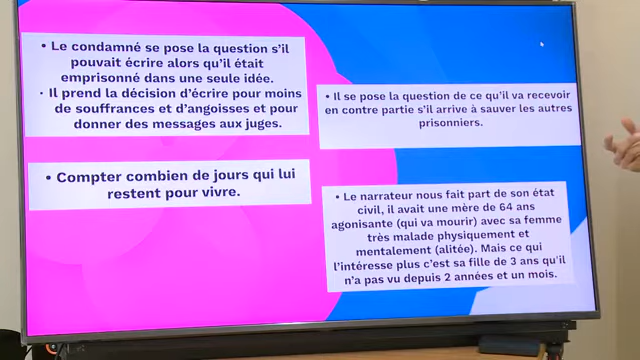 • Le condamné se pose la question s'il
pouvait écrire alors qu'il était
emprisonné dans une seule idée.
• Il prend la décision d'écrire pour moins
de souffrances et d'angoisses et pour
donner des messages aux juges.
• Compter combien de jours qui lui
restent pour vivre.
• Il se pose la question de ce qu'il va recevoir
en contre partie s'il arrive à sauver les autres
prisonniers.
• Le narrateur nous fait part de son état
civil, il avait une mère de 64 ans
agonisante (qui va mourir) avec sa femme
très malade physiquement et
mentalement (alitée). Mais ce qui
l'intéresse plus c'est sa fille de 3 ans qu'il
n'a pas vu depuis 2 années et un mois.